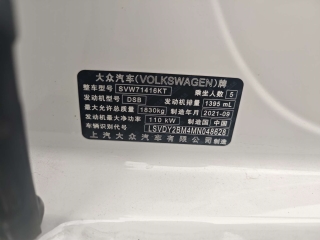 大众汽车(VOLKSWAGEN)牌
整车型号 SVW71416KT 乘坐人数 5
发动机型号 DSB 发动机排量 1395 mL
最大允许总质量 1830kg 制造年月 2021-09
发动机最大净功率 110 kW 制造国 中国
车辆识别代号 LSVDY2BM4MN048628
上汽大众汽车有限公司